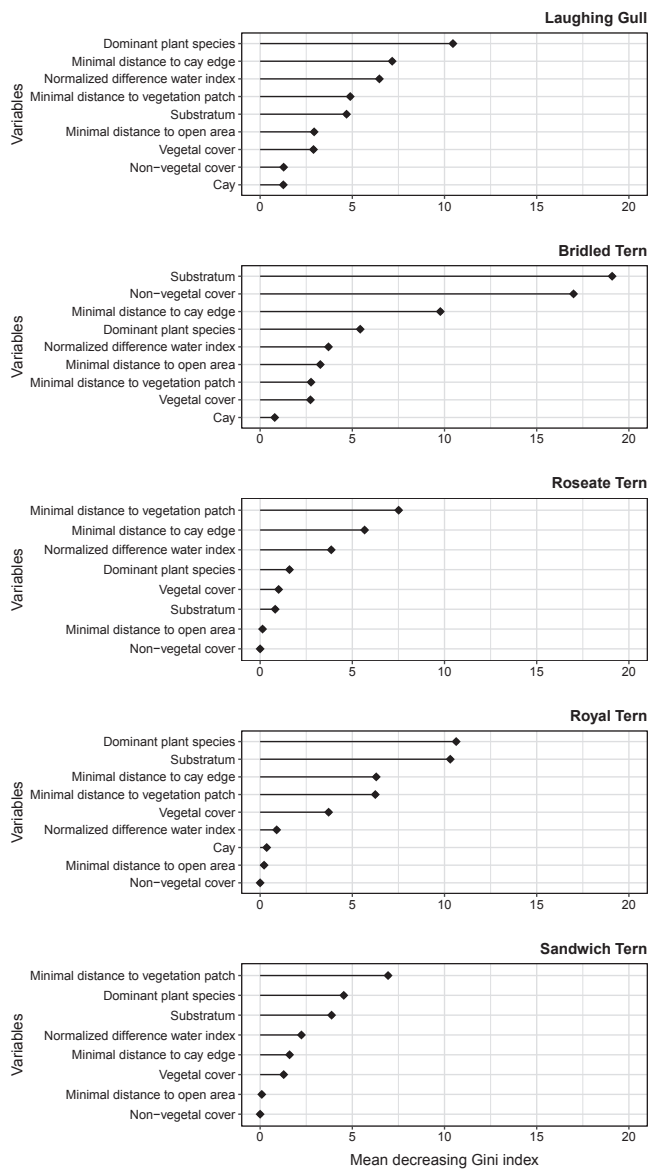 Laughing Gull
Variables
Dominant plant species
Minimal distance to cay edge
Normalized difference water index
Minimal distance to vegetation patch
Substratum
Minimal distance to open area
Vegetal cover
Non−vegetal cover
Cay
0 5 10 15 20
Bridled Tern
Variables
Substratum
Non−vegetal cover
Minimal distance to cay edge
Dominant plant species
Normalized difference water index
Minimal distance to open area
Minimal distance to vegetation patch
Vegetal cover
Cay
0 5 10 15 20
Roseate Tern
Variables
Minimal distance to vegetation patch
Minimal distance to cay edge
Normalized difference water index
Dominant plant species
Vegetal cover
Substratum
Minimal distance to open area
Non−vegetal cover
0 5 10 15 20
Royal Tern
Variables
Dominant plant species
Substratum
Minimal distance to cay edge
Minimal distance to vegetation patch
Vegetal cover
Normalized difference water index
Cay
Minimal distance to open area
Non−vegetal cover
0 5 10 15 20
Sandwich Tern
Variables
Minimal distance to vegetation patch
Dominant plant species
Substratum
Normalized difference water index
Minimal distance to cay edge
Vegetal cover
Minimal distance to open area
Non−vegetal cover
0 5 10 15 20
Mean decreasing Gini index